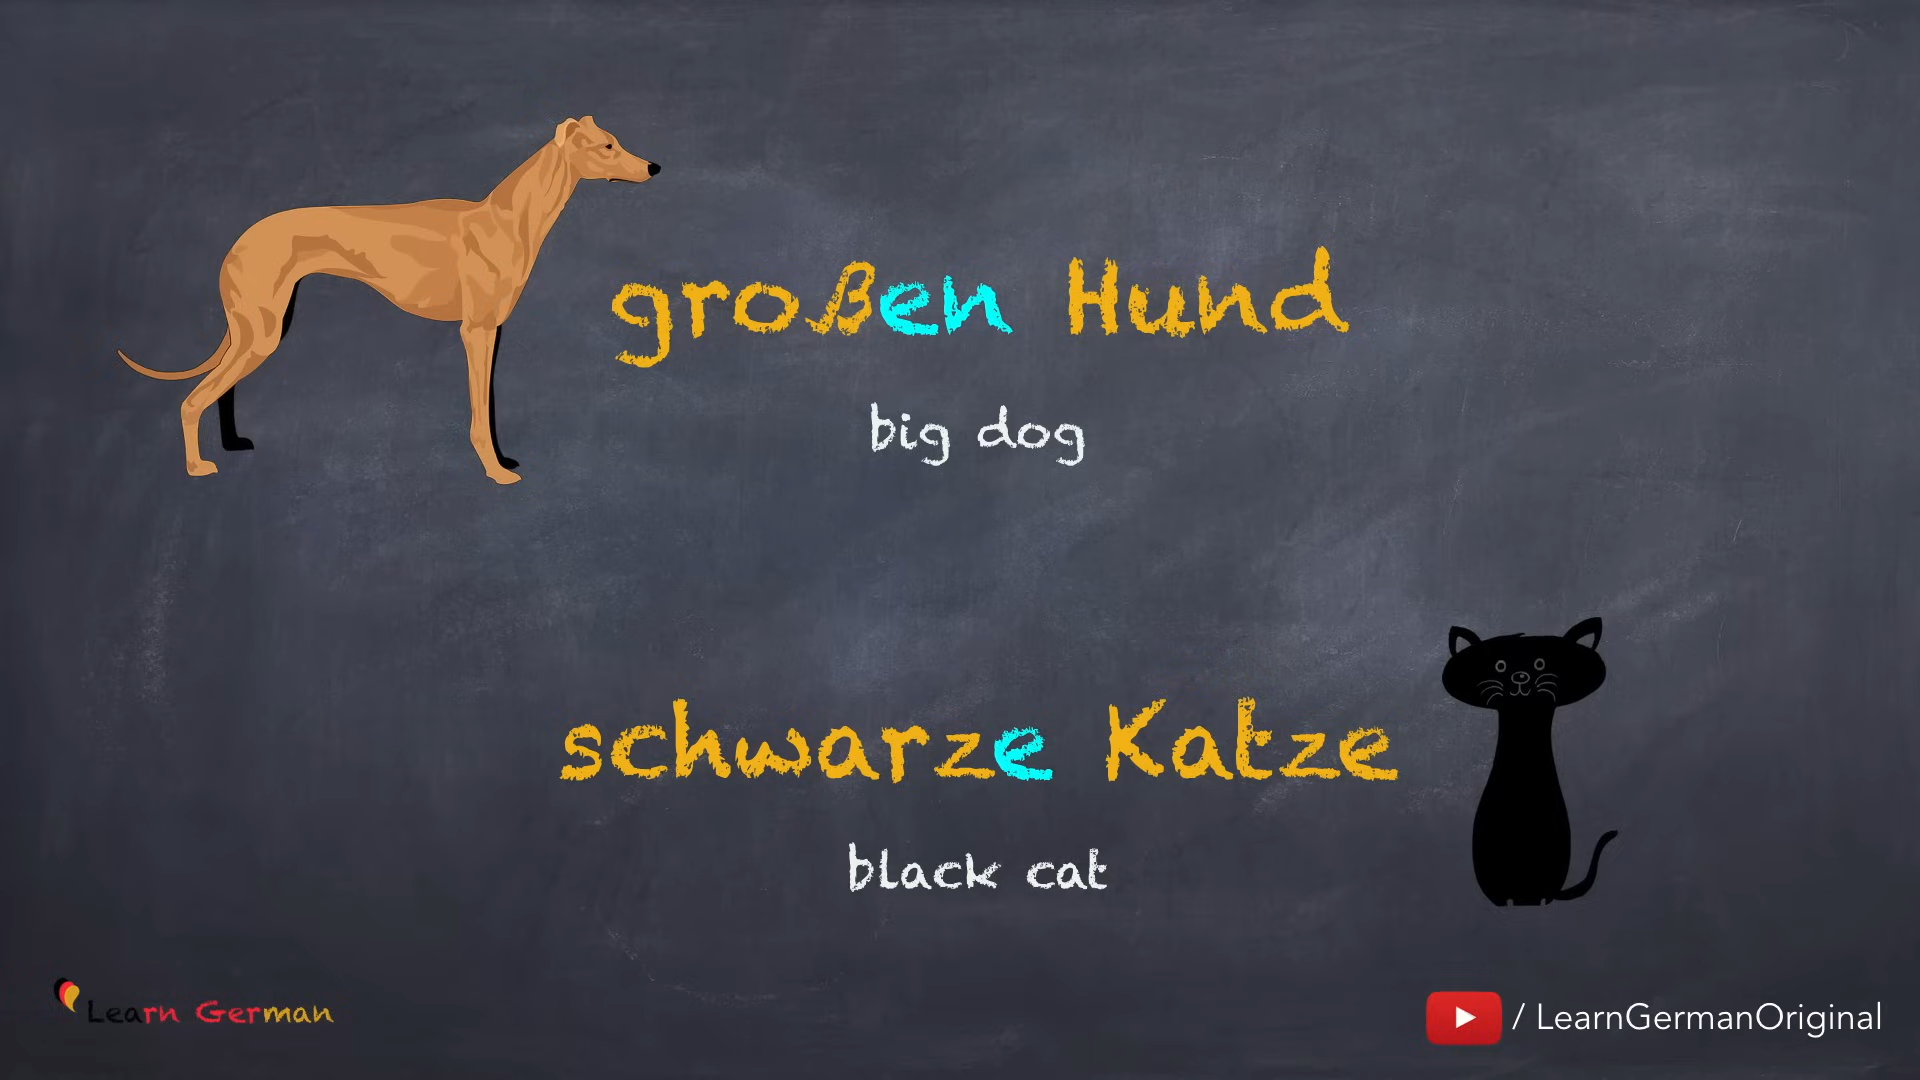 großen Hund
big dog
schwarze Katze
black cat
Learn German
/ LearnGermanOriginal